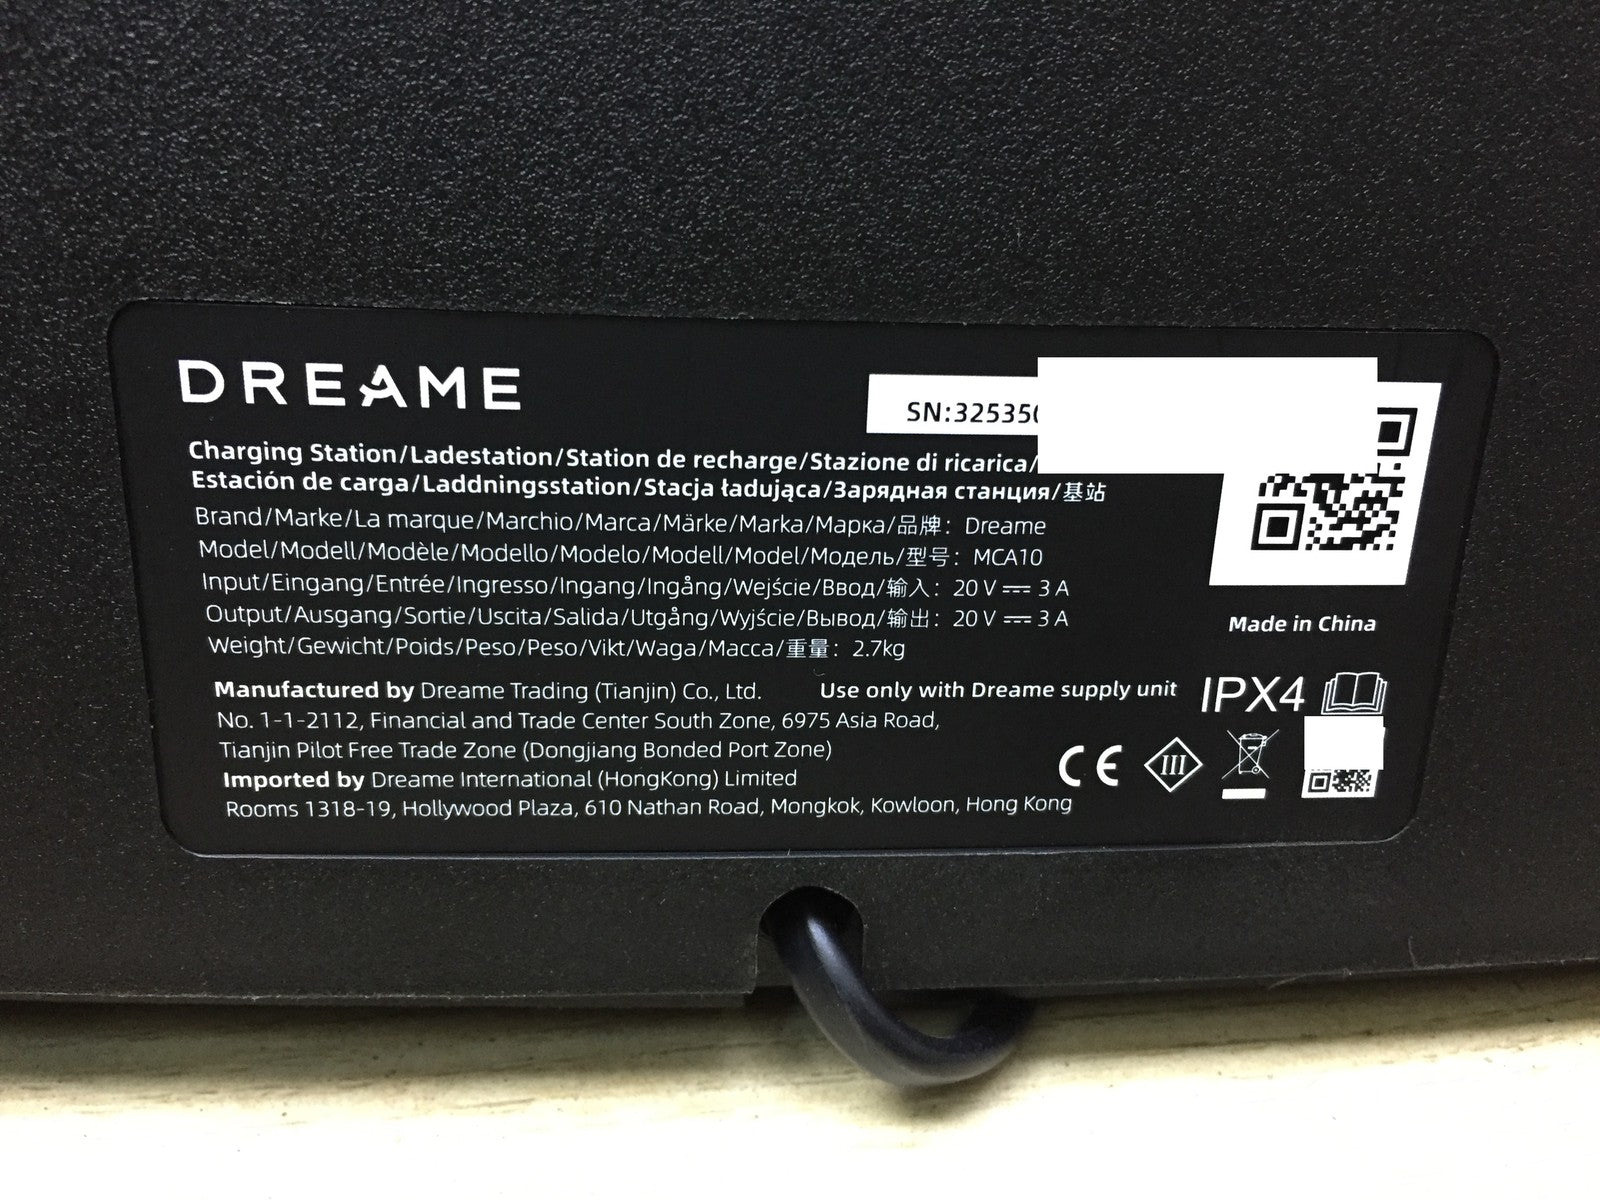 DREAME
SN:32535
Charging Station/Ladestation/Station de recharge/Stazione di ricarica/
Estación de carga/Laddningsstation/Stacja ładująca/Зарядная станция/基站
Brand/Marke/La marque/Marchio/Marca/Märke/Marka/Марка/品牌: Dreame
Model/Modell/Modèle/Modello/Modelo/Modell/Model/Модель/型号: MCA10
Input/Eingang/Entrée/Ingresso/Ingang/Ingång/Wejście/Ввод/输入: 20 V ⎓ 3 A
Output/Ausgang/Sortie/Uscita/Salida/Utgång/Wyjście/Вывод/输出: 20 V ⎓ 3 A
Weight/Gewicht/Poids/Peso/Peso/Vikt/Waga/Масса/重量: 2.7kg
Made in China
Manufactured by Dreame Trading (Tianjin) Co., Ltd.
No. 1-1-2112, Financial and Trade Center South Zone, 6975 Asia Road,
Tianjin Pilot Free Trade Zone (Dongjiang Bonded Port Zone)
Imported by Dreame International (HongKong) Limited
Rooms 1318-19, Hollywood Plaza, 610 Nathan Road, Mongkok, Kowloon, Hong Kong
Use only with Dreame supply unit
IPX4
CE
III